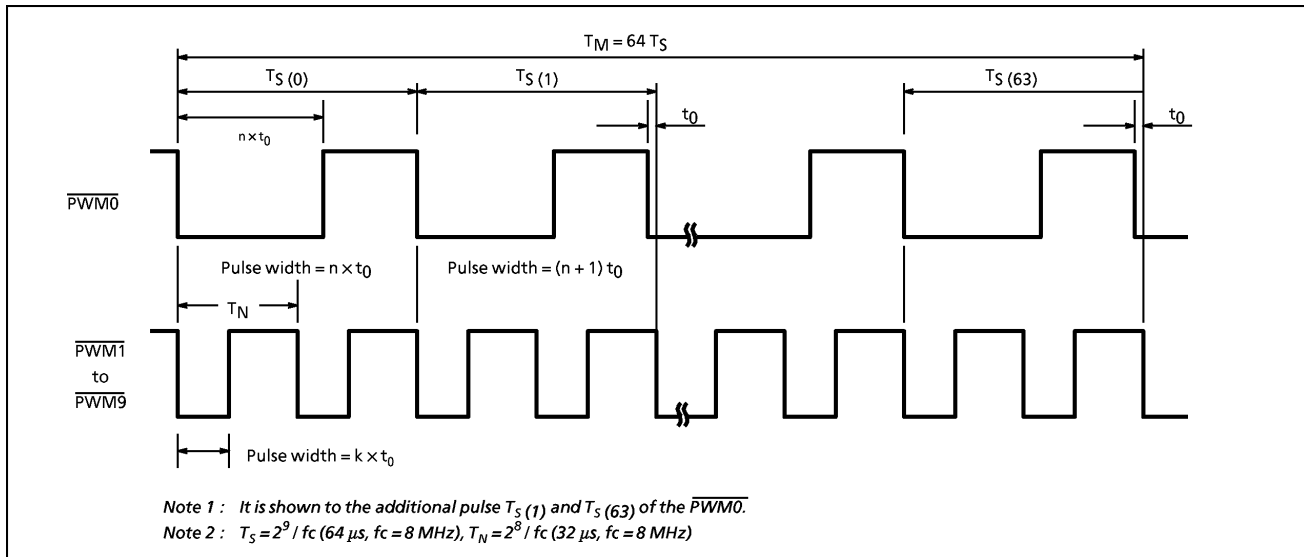 T_M = 64 T_S
T_S (0) T_S (1) T_S (63)
n × t_0 t_0 t_0
PWM0
Pulse width = n × t_0 Pulse width = (n + 1) t_0
T_N
PWM1
to
PWM9
Pulse width = k × t_0
Note 1 : It is shown to the additional pulse T_S (1) and T_S (63) of the PWM0.
Note 2 : T_S = 2^9 / fc (64 μs, fc = 8 MHz), T_N = 2^8 / fc (32 μs, fc = 8 MHz)